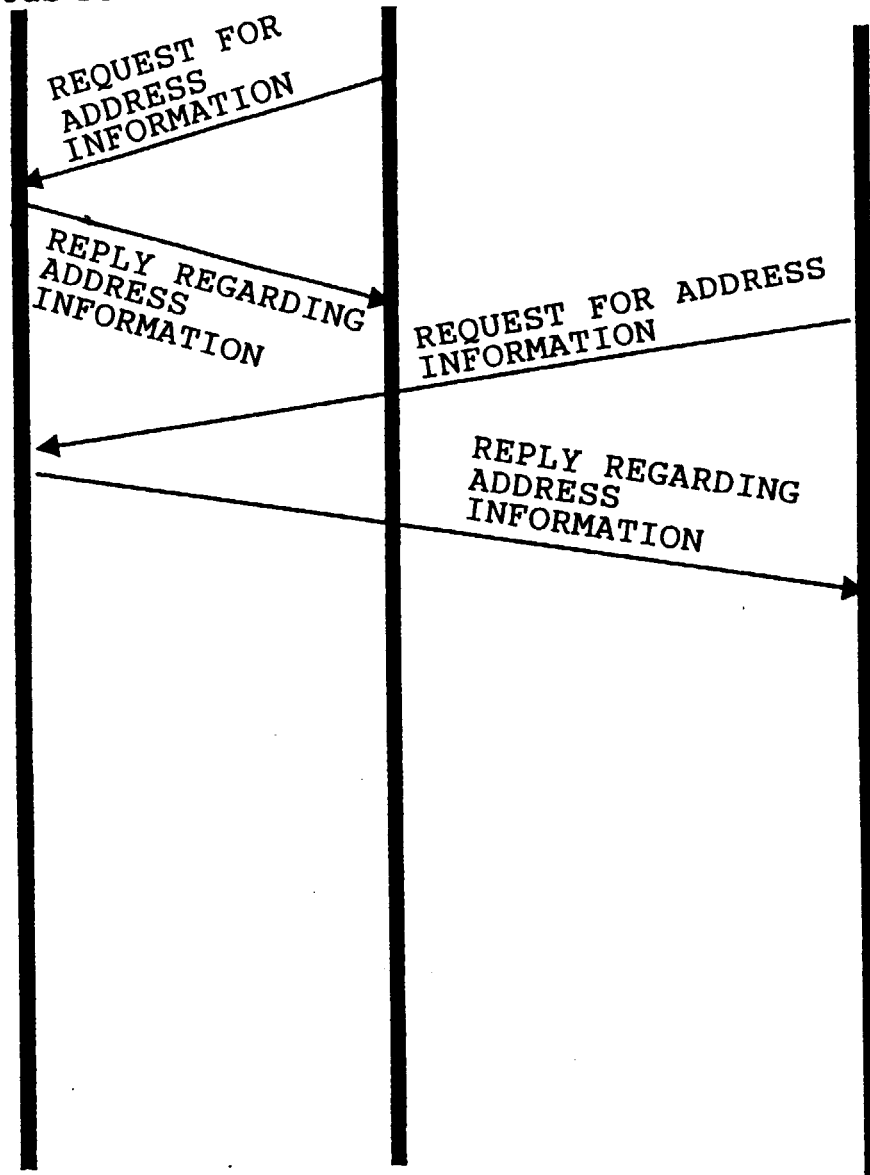 REQUEST FOR
ADDRESS
INFORMATION
REPLY REGARDING
ADDRESS
INFORMATION
REQUEST FOR ADDRESS
INFORMATION
REPLY REGARDING
ADDRESS
INFORMATION